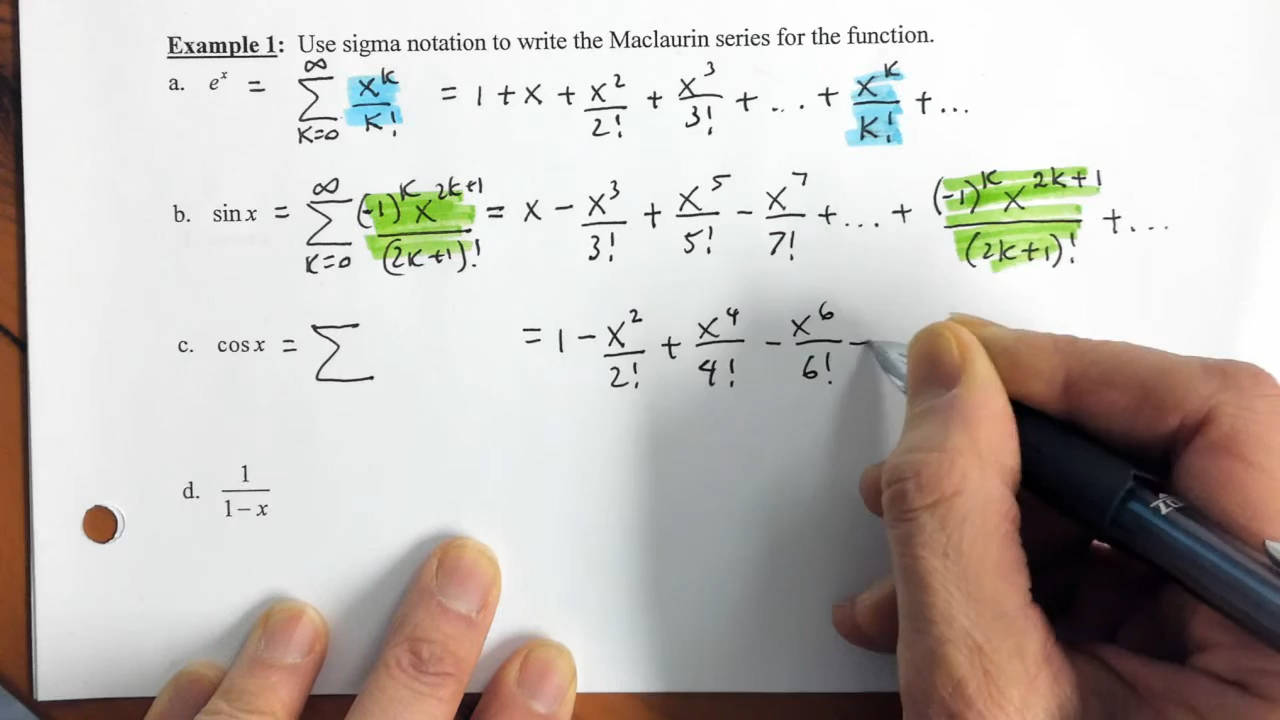 Example 1: Use sigma notation to write the Maclaurin series for the function.
a. eˣ = ∑_{K=0}^{∞} x^K/K! = 1 + x + x²/2! + x³/3! + ... + x^K/K! + ...
b. sin x = ∑_{K=0}^{∞} (-1)^K x^{2K+1}/(2K+1)! = x - x³/3! + x⁵/5! - x⁷/7! + ... + (-1)^K x^{2K+1}/(2K+1)! + ...
c. cos x = ∑ = 1 - x²/2! + x⁴/4! - x⁶/6! -
d. 1/(1-x)